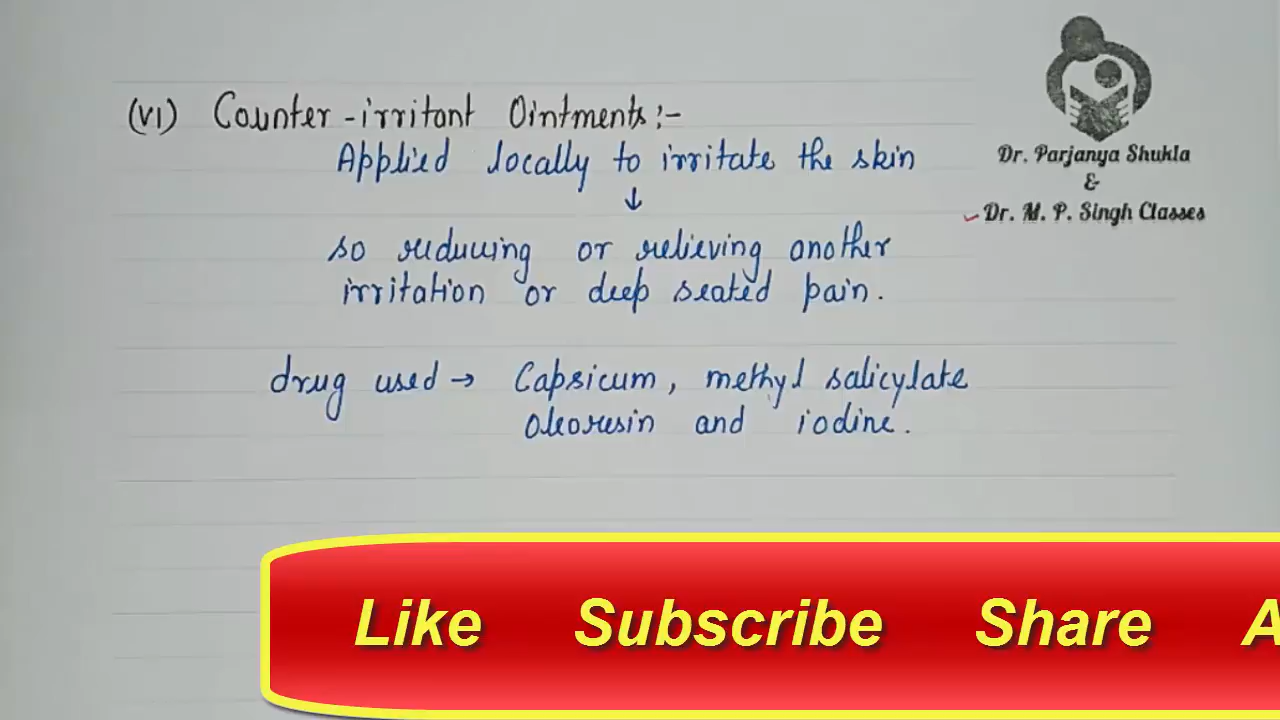 (VI) Counter-irritant Ointments:-
Applied locally to irritate the skin
↓
so reducing or relieving another
irritation or deep seated pain.
drug used → Capsicum, methyl salicylate
oleoresin and iodine.
Dr. Parjanya Shukla
&
Dr. M. P. Singh Classes
Like Subscribe Share A